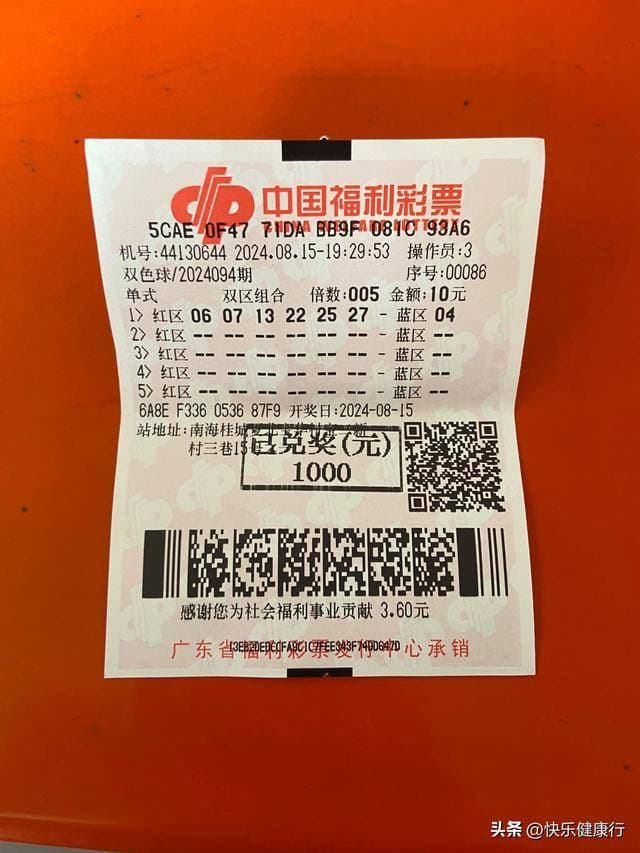 中国福利彩票
CHINA WELFARE LOTTERY
5CAE 0F47 71DA BB9F 081C 93A6
机号:44130644 2024.08.15-19:29:53 操作员:3
双色球/2024094期 序号:00086
单式 双区组合 倍数:005 金额:10元
1> 红区 06 07 13 22 25 27 - 蓝区 04
2> 红区 -- -- -- -- -- -- - 蓝区 --
3> 红区 -- -- -- -- -- -- - 蓝区 --
4> 红区 -- -- -- -- -- -- - 蓝区 --
5> 红区 -- -- -- -- -- -- - 蓝区 --
6A8E F336 0536 87F9 开奖日:2024-08-15
站地址:南海桂城
村三巷15号
已兑奖(元)
1000
感谢您为社会福利事业贡献 3.60元
广东省福利彩票发行中心承销
头条 @快乐健康行